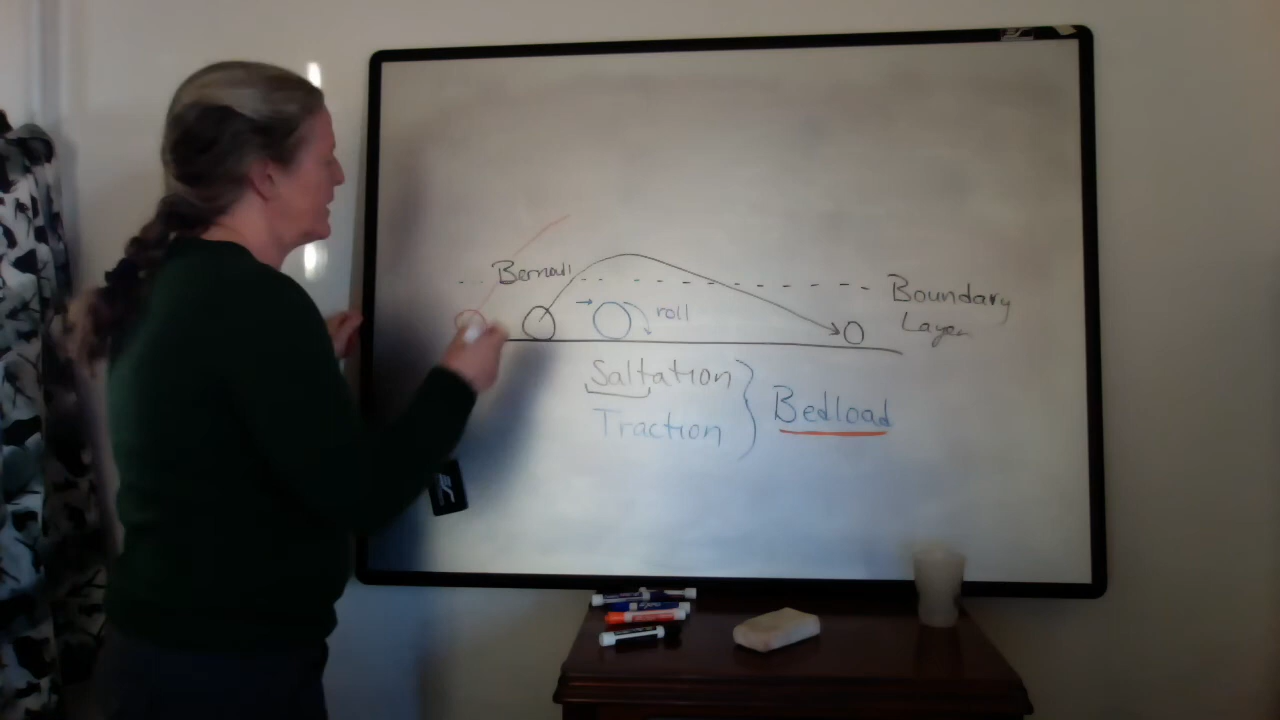 Bernoulli
Boundary
Layer
roll
Saltation
Traction
Bedload